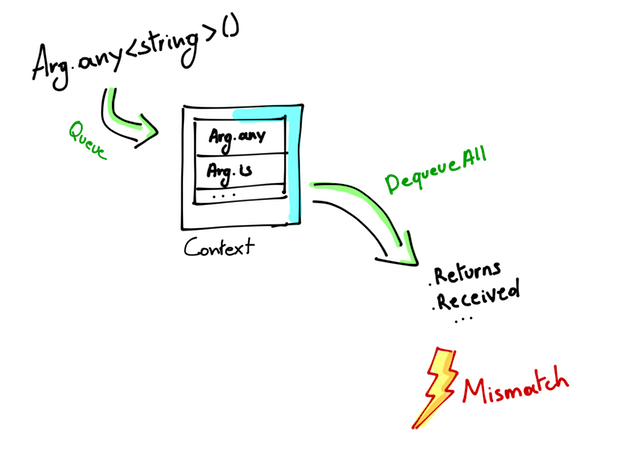 Arg.any<string>()
Queue
Arg.any
Arg.is
...
Context
DequeueAll
.Returns
.Received
...
Mismatch